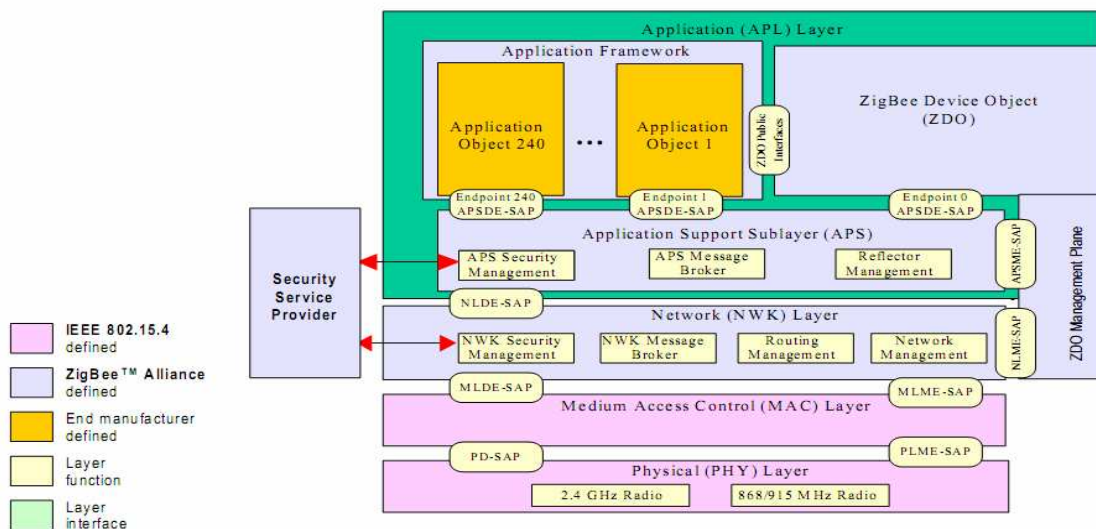 Application (APL) Layer
Application Framework
Application
Object 240
...
Application
Object 1
ZDO Public
Interfaces
ZigBee Device Object
(ZDO)
Endpoint 240
APSDE-SAP
Endpoint 1
APSDE-SAP
Endpoint 0
APSDE-SAP
Application Support Sublayer (APS)
APS Security
Management
APS Message
Broker
Reflector
Management
APSME-SAP
ZDO Management Plane
Security
Service
Provider
NLDE-SAP
Network (NWK) Layer
NWK Security
Management
NWK Message
Broker
Routing
Management
Network
Management
NLME-SAP
MLDE-SAP
MLME-SAP
Medium Access Control (MAC) Layer
PD-SAP
PLME-SAP
Physical (PHY) Layer
2.4 GHz Radio
868/915 MHz Radio
IEEE 802.15.4
defined
ZigBee™ Alliance
defined
End manufacturer
defined
Layer
function
Layer
interface